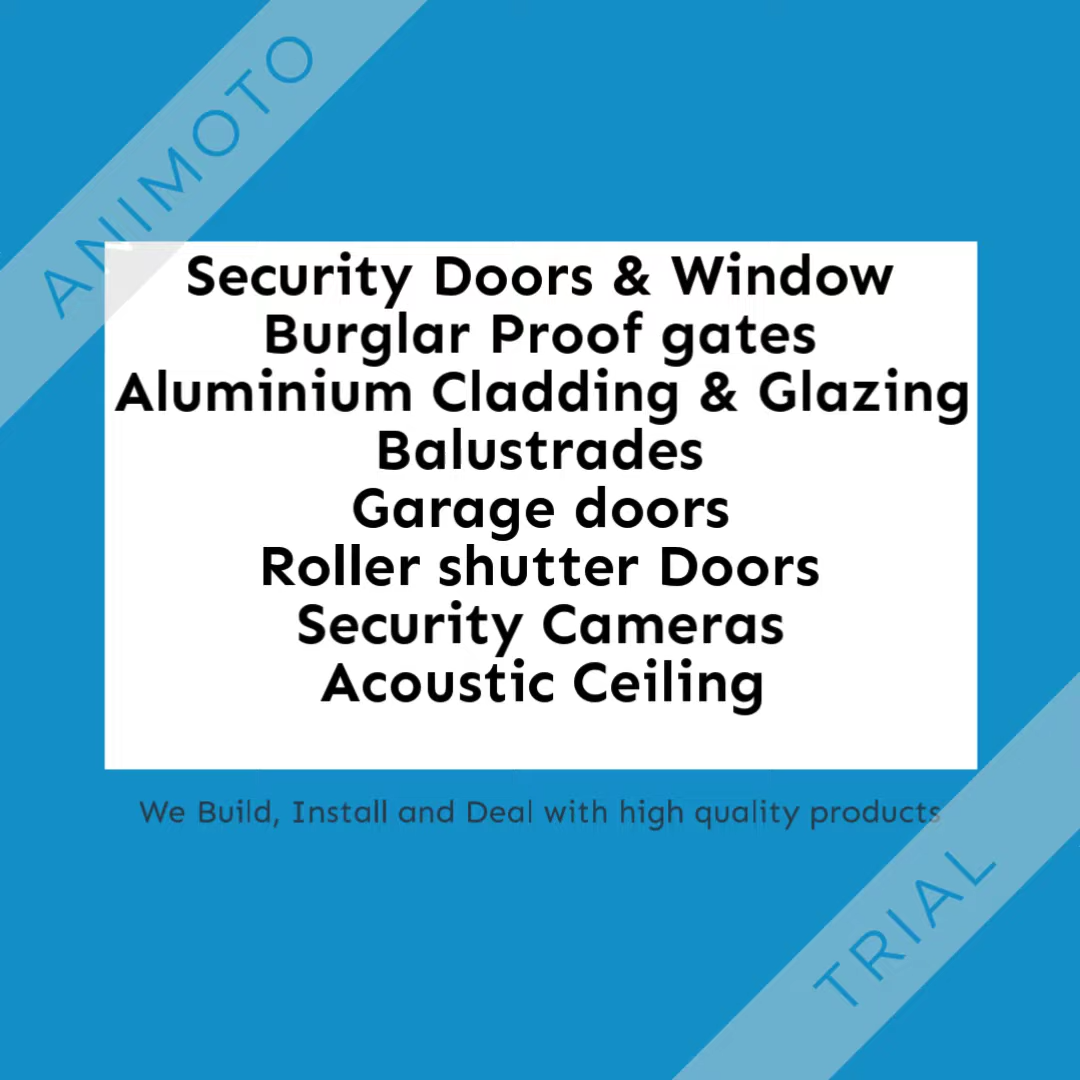 ANIMOTO
Security Doors & Window
Burglar Proof gates
Aluminium Cladding & Glazing
Balustrades
Garage doors
Roller shutter Doors
Security Cameras
Acoustic Ceiling
We Build, Install and Deal with high quality products
TRIAL